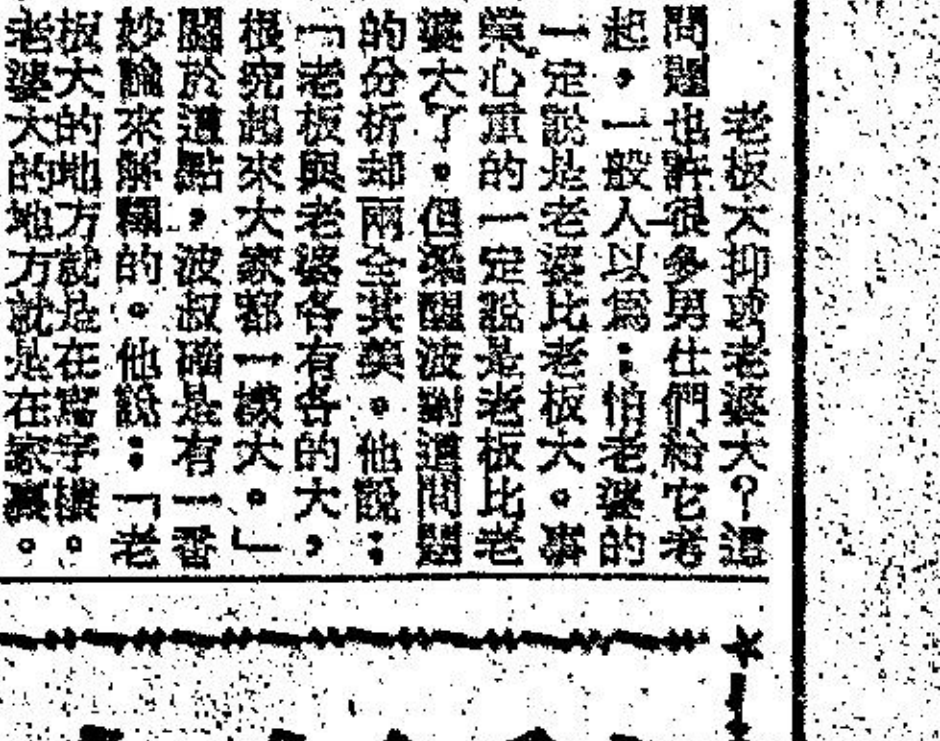 老板大抑或老婆大？這
問題也許很多男仕們給它考
起，一般人以爲：怕老婆的
一定說是老婆比老板大。事
業心重的一定說是老板比老
婆大了。但梁醒波對這問題
的分析却兩全其美。他說：
「老板與老婆各有各的大，
根究起來大家都一樣大。」
關於這點，波叔確是有一番
妙論來解釋的。他說：「老
板大的地方就是在寫字樓。
老婆大的地方就是在家裏。